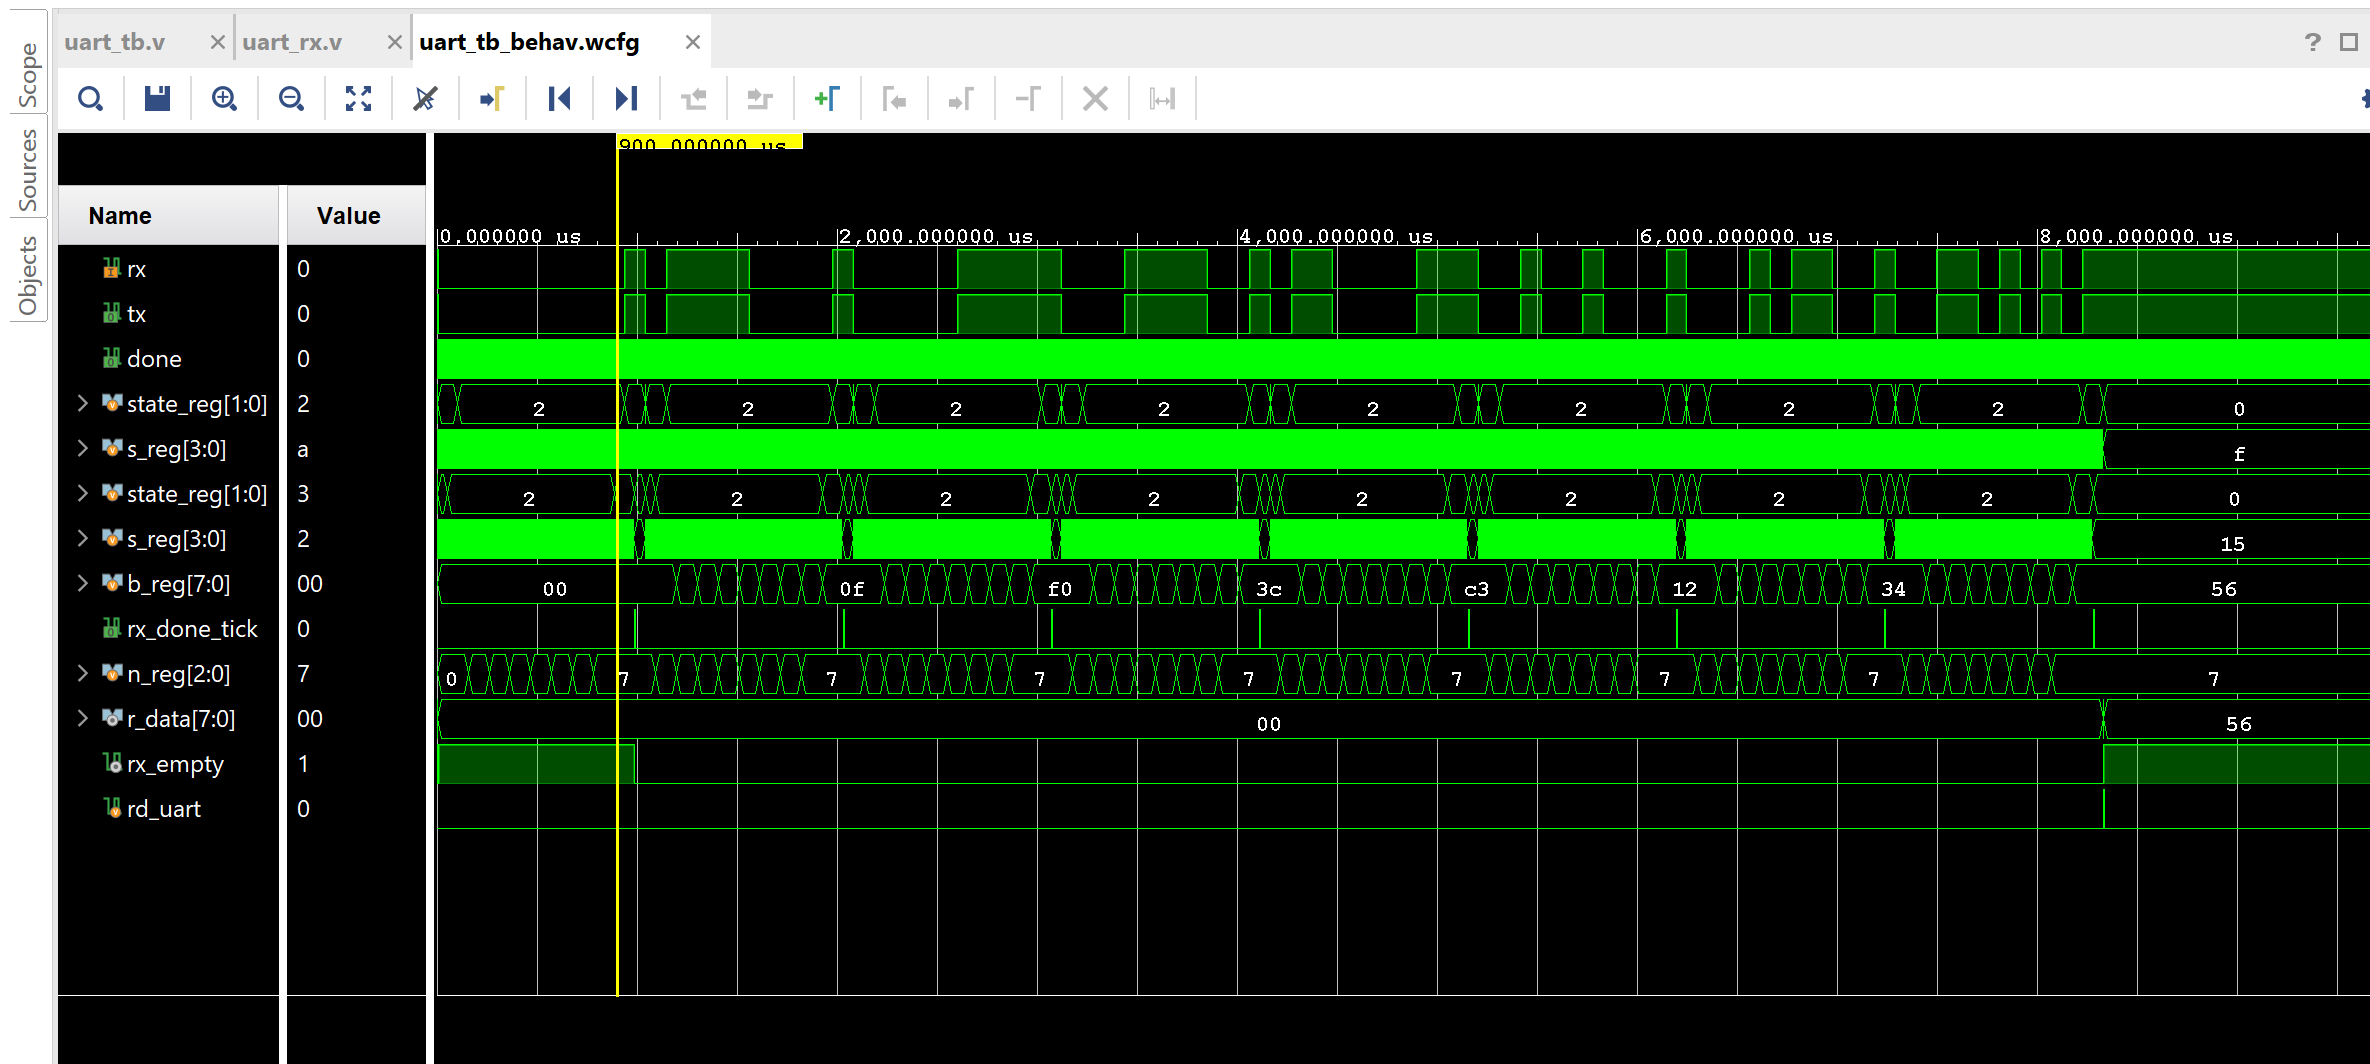 uart_tb.v uart_rx.v uart_tb_behav.wcfg ?
Scope
Sources
Objects
900.000000 us
Name Value
0.000000 us 2,000.000000 us 4,000.000000 us 6,000.000000 us 8,000.000000 us
rx 0
tx 0
done 0
state_reg[1:0] 2 2 2 2 2 2 2 2 2 0
s_reg[3:0] a f
state_reg[1:0] 3 2 2 2 2 2 2 2 2 0
s_reg[3:0] 2 15
b_reg[7:0] 00 00 0f f0 3c c3 12 34 56
rx_done_tick 0
n_reg[2:0] 7 0 7 7 7 7 7 7 7 7
r_data[7:0] 00 00 56
rx_empty 1
rd_uart 0